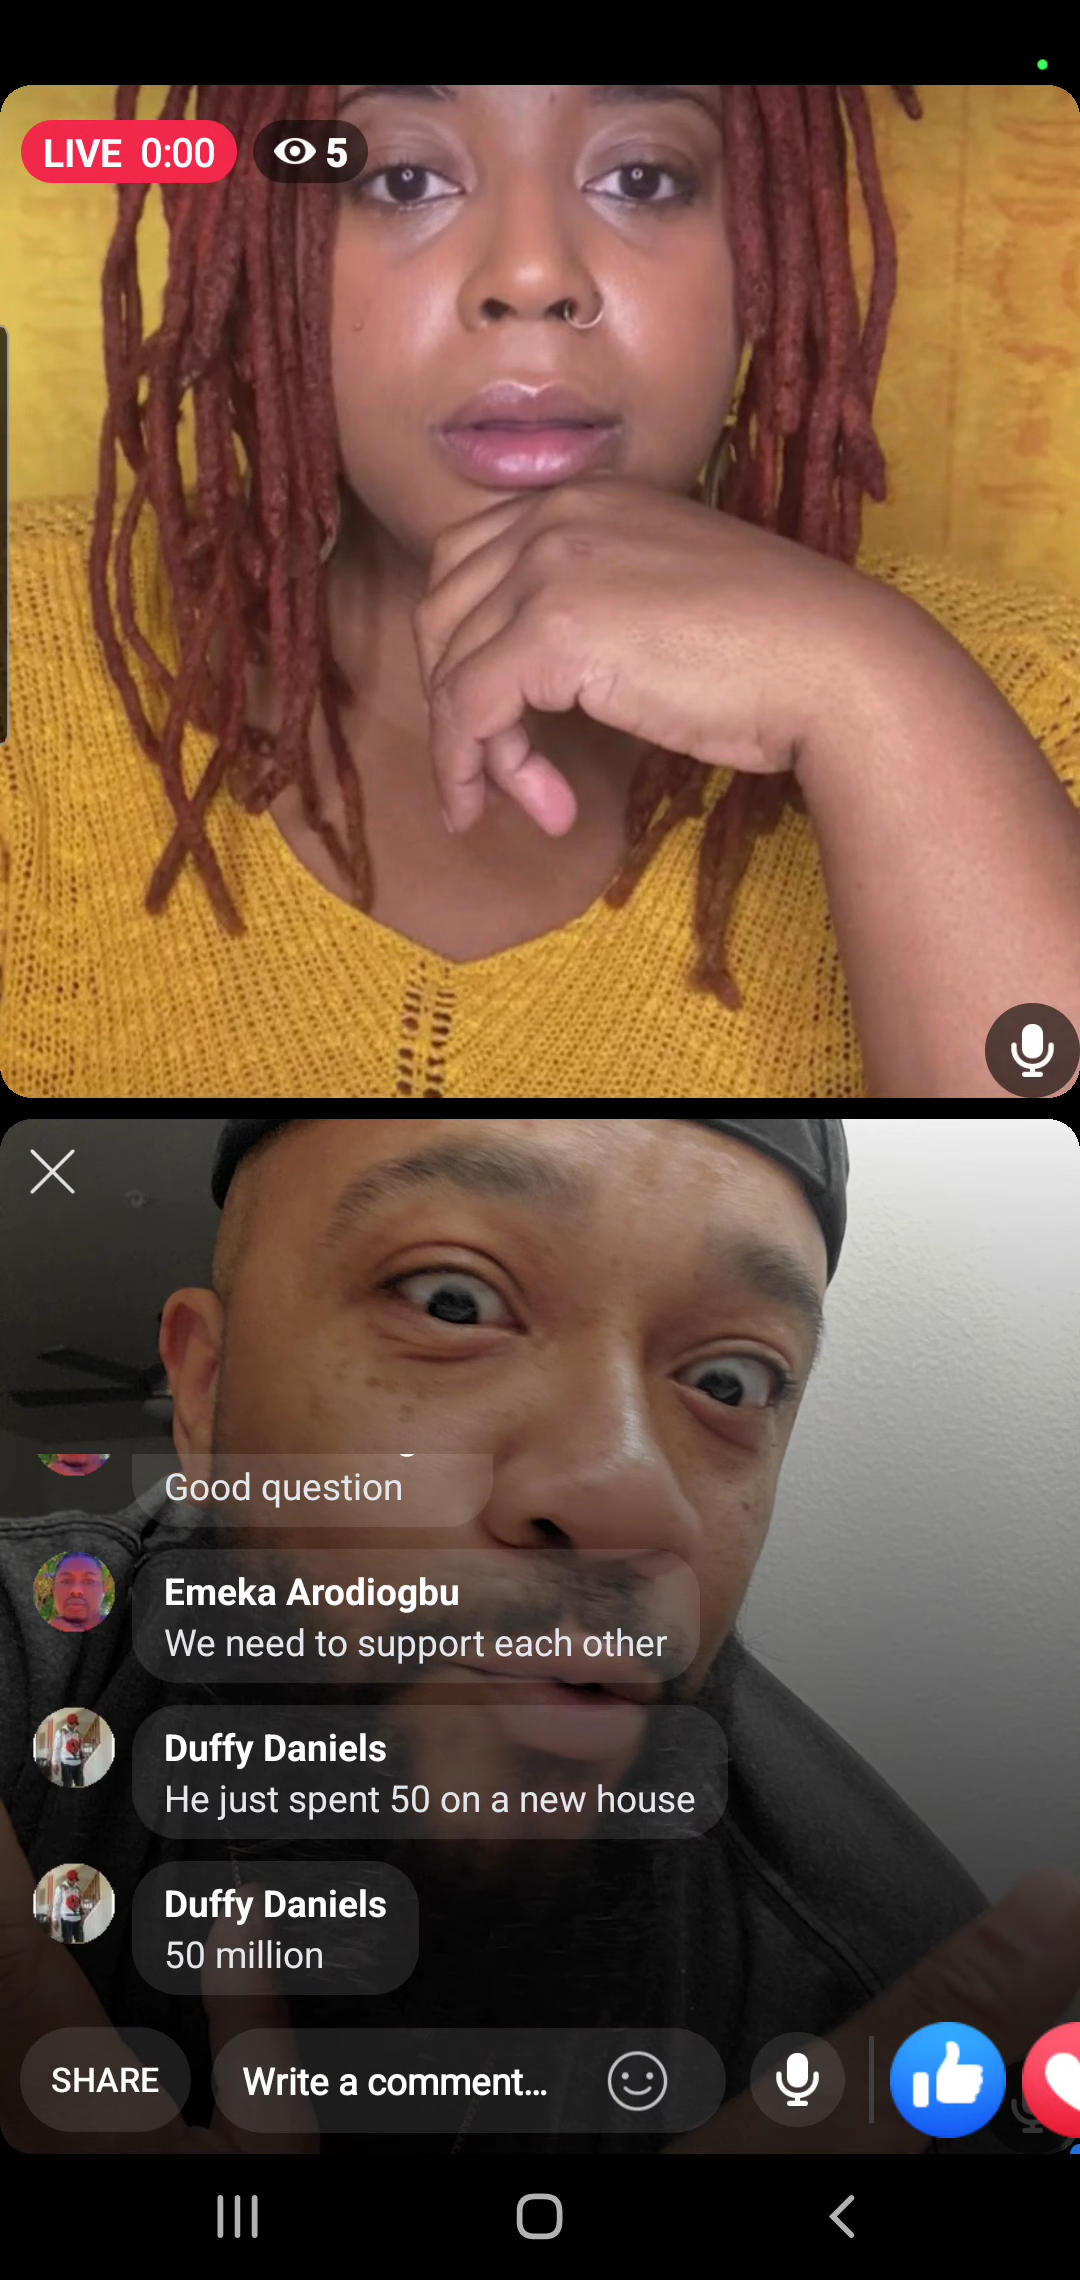 LIVE 0:00 5
Good question
Emeka Arodiogbu
We need to support each other
Duffy Daniels
He just spent 50 on a new house
Duffy Daniels
50 million
SHARE
Write a comment...